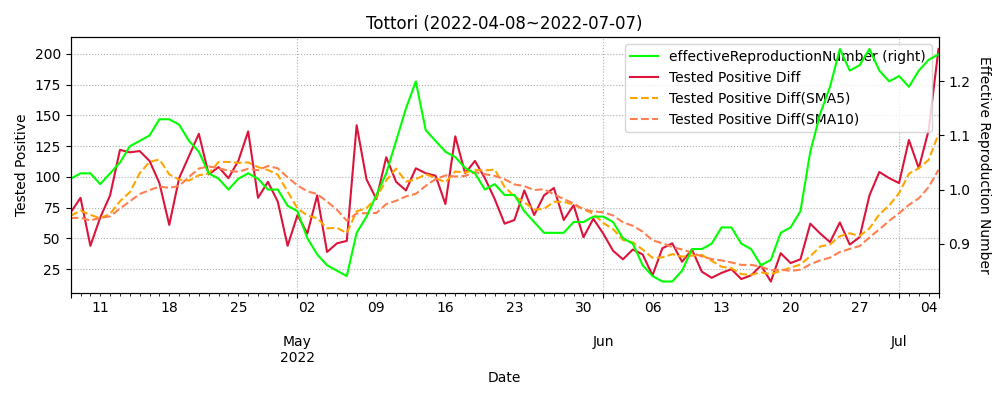 Tottori (2022-04-08~2022-07-07)
effectiveReproductionNumber (right)
Tested Positive Diff
Tested Positive Diff(SMA5)
Tested Positive Diff(SMA10)
Tested Positive
200
175
150
125
100
75
50
25
1.2
1.1
1.0
0.9
Effective Reproduction Number
11 18 25 02 09 16 23 30 06 13 20 27 04
May Jun Jul
2022
Date